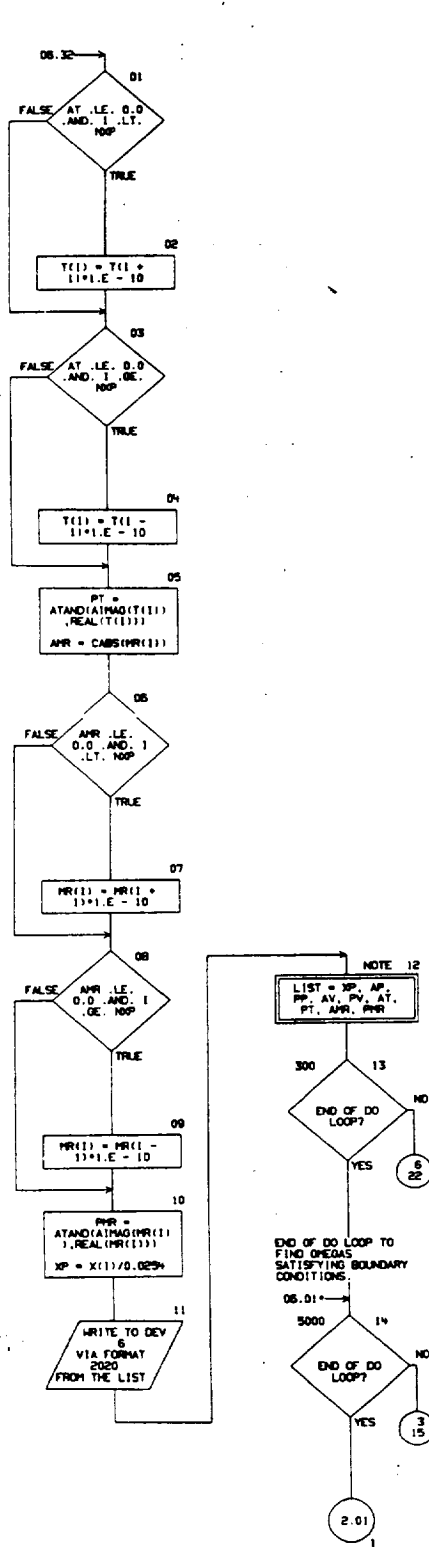 06.32
01
FALSE
AT .LE. 0.0
.AND. I .LT.
NXP
TRUE
02
T(I) = T(I +
1)*1.E - 10
03
FALSE
AT .LE. 0.0
.AND. I .GE.
NXP
TRUE
04
T(I) = T(I -
1)*1.E - 10
05
PT =
ATAND(AIMAG(T(I))
,REAL(T(I)))
AMR = CABS(MR(I))
06
FALSE
AMR .LE.
0.0 .AND. I
.LT. NXP
TRUE
07
MR(I) = MR(I +
1)*1.E - 10
08
FALSE
AMR .LE.
0.0 .AND. I
.GE. NXP
TRUE
09
MR(I) = MR(I -
1)*1.E - 10
10
PMR =
ATAND(AIMAG(MR(I)
),REAL(MR(I)))
XP = X(I)/0.0254
11
WRITE TO DEV
6
VIA FORMAT
2020
FROM THE LIST
NOTE 12
LIST = XP, AP,
PP, AV, PV, AT,
PT, AMR, PMR
300
13
END OF DO
LOOP?
NO
YES
6
22
END OF DO LOOP TO
FIND OMEGAS
SATISFYING BOUNDARY
CONDITIONS.
06.01*
5000
14
END OF DO
LOOP?
NO
YES
3
15
2.01
1